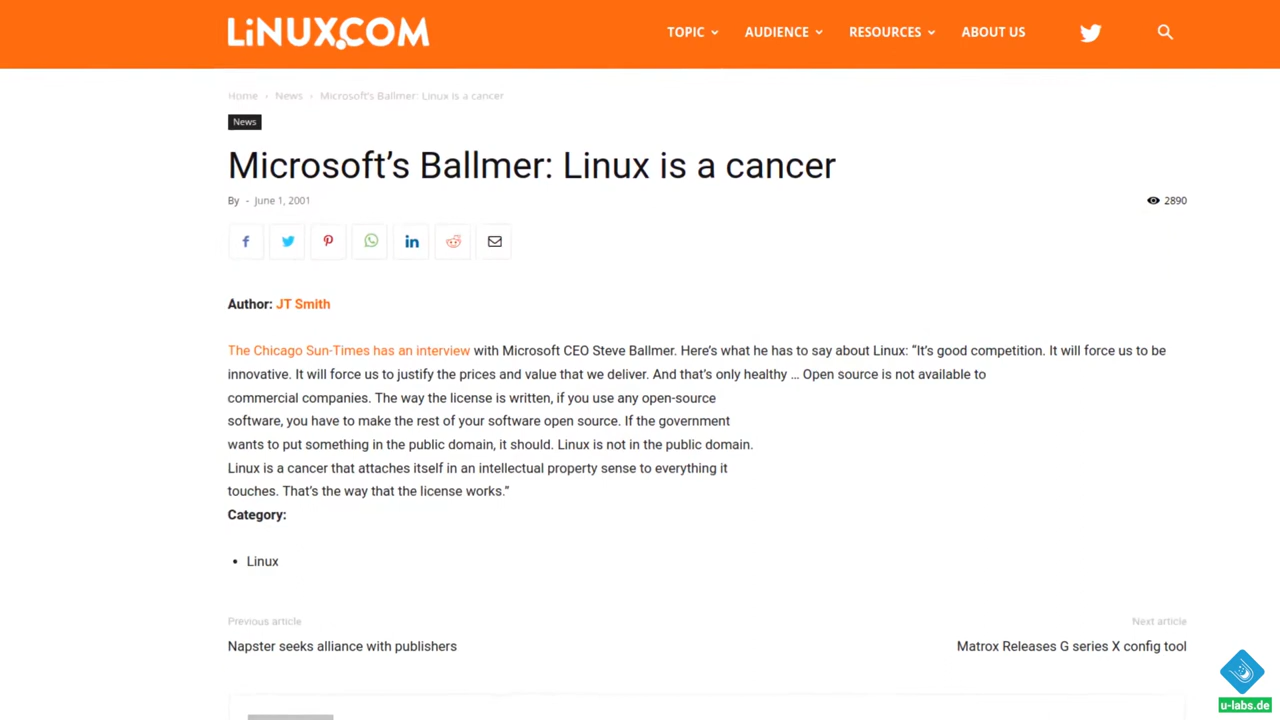 LiNUX.COM
TOPIC AUDIENCE RESOURCES ABOUT US
Home › News › Microsoft's Ballmer: Linux is a cancer
News
Microsoft’s Ballmer: Linux is a cancer
By - June 1, 2001
2890
Author: JT Smith
The Chicago Sun-Times has an interview with Microsoft CEO Steve Ballmer. Here’s what he has to say about Linux: “It’s good competition. It will force us to be
innovative. It will force us to justify the prices and value that we deliver. And that’s only healthy … Open source is not available to
commercial companies. The way the license is written, if you use any open-source
software, you have to make the rest of your software open source. If the government
wants to put something in the public domain, it should. Linux is not in the public domain.
Linux is a cancer that attaches itself in an intellectual property sense to everything it
touches. That’s the way that the license works.”
Category:
• Linux
Previous article
Next article
Napster seeks alliance with publishers
Matrox Releases G series X config tool
u-labs.de